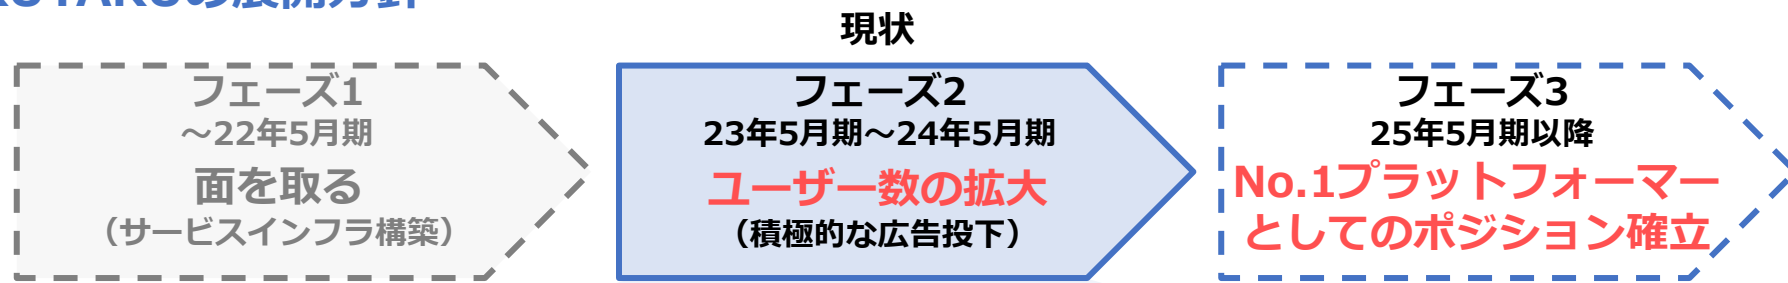 の展開方針
現状
フェーズ1
～22年5月期
面を取る
（サービスインフラ構築）
フェーズ2
23年5月期～24年5月期
ユーザー数の拡大
（積極的な広告投下）
フェーズ3
25年5月期以降
No.1プラットフォーマー
としてのポジション確立